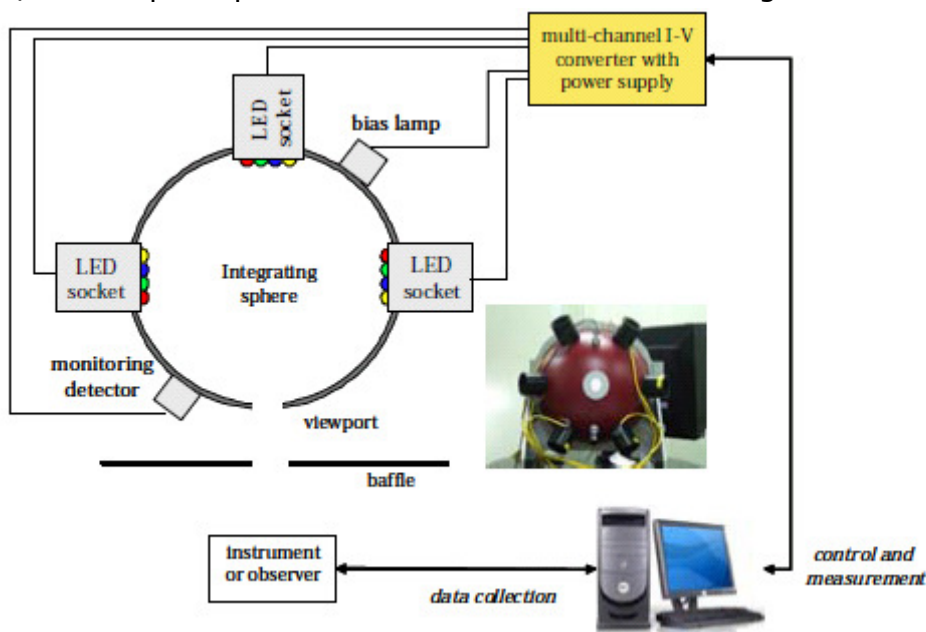 multi-channel I-V
converter with
power supply
LED
socket
bias lamp
LED
socket
Integrating
sphere
LED
socket
monitoring
detector
viewport
baffle
instrument
or observer
data collection
control and
measurement